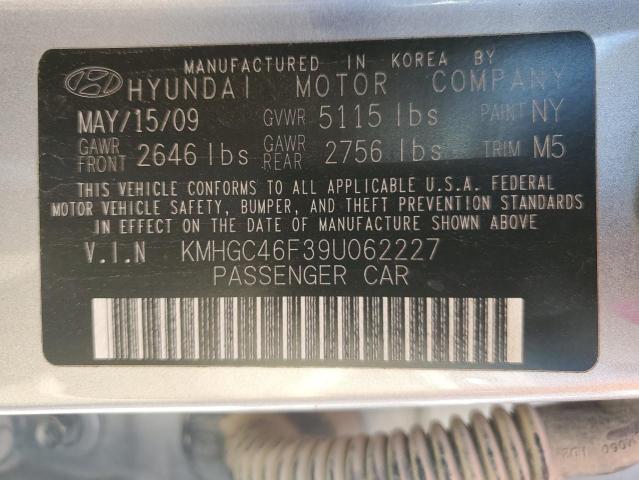 MANUFACTURED IN KOREA BY
HYUNDAI MOTOR COMPANY
MAY/15/09 GVWR 5115 lbs PAINT NY
GAWR FRONT 2646 lbs GAWR REAR 2756 lbs TRIM M5
THIS VEHICLE CONFORMS TO ALL APPLICABLE U.S.A. FEDERAL
MOTOR VEHICLE SAFETY, BUMPER, AND THEFT PREVENTION STANDARDS
IN EFFECT ON THE DATE OF MANUFACTURE SHOWN ABOVE
V.I.N KMHGC46F39U062227
PASSENGER CAR